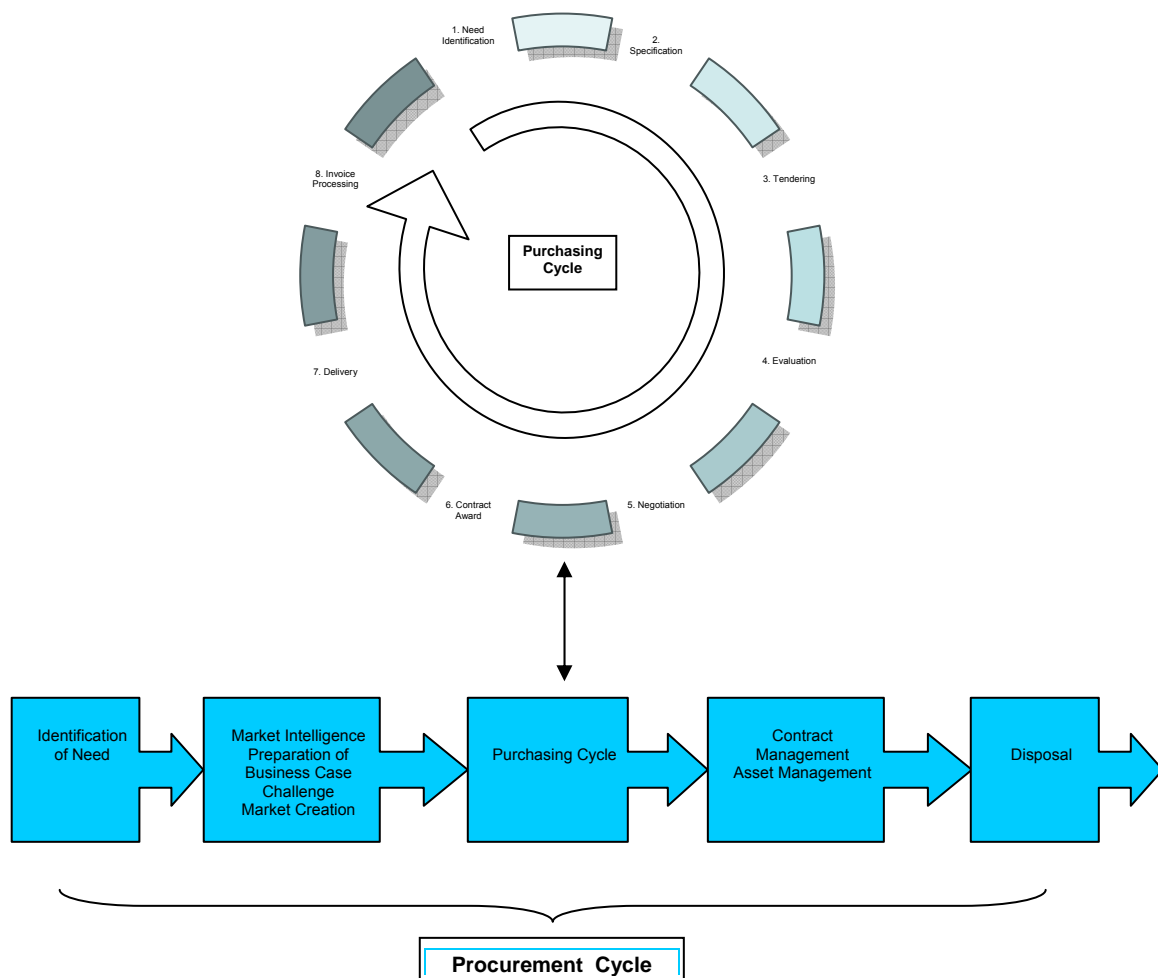 1. Need
Identification
2.
Specification
3. Tendering
4. Evaluation
5. Negotiation
6. Contract
Award
7. Delivery
8. Invoice
Processing
Purchasing
Cycle
Identification
of Need
Market Intelligence
Preparation of
Business Case
Challenge
Market Creation
Purchasing Cycle
Contract
Management
Asset Management
Disposal
Procurement Cycle